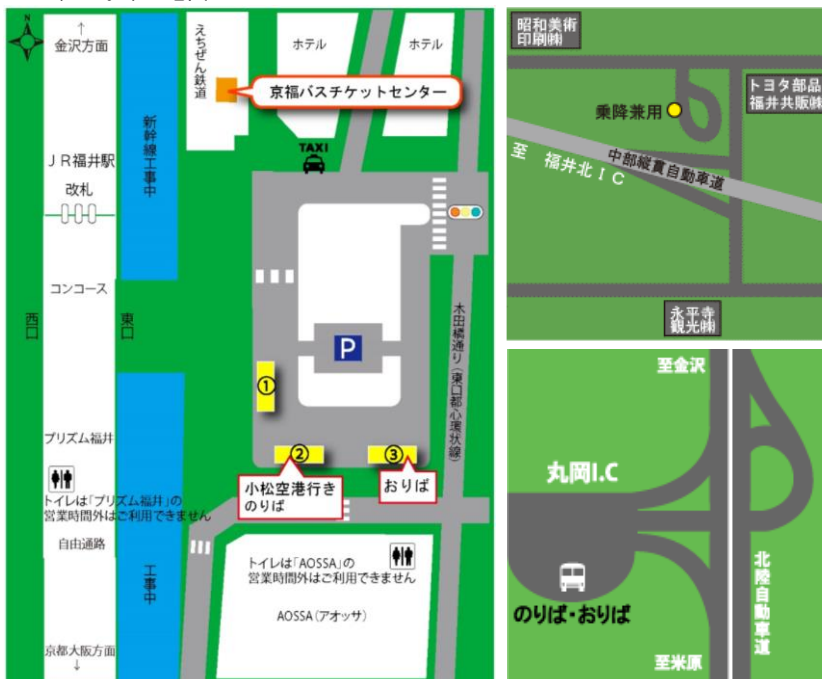 N
↑
金沢方面
えちぜん鉄道
ホテル
ホテル
京福バスチケットセンター
新幹線工事中
TAXI
JR福井駅
改札
コンコース
西口
東口
P
木田橋通り(東口都心環状線)
①
②
③
小松空港行き
のりば
おりば
プリズム福井
トイレは「プリズム福井」の
営業時間外はご利用できません
自由通路
工事中
トイレは「AOSSA」の
営業時間外はご利用できません
AOSSA(アオッサ)
京都大阪方面
↓
昭和美術
印刷㈱
トヨタ部品
福井共販㈱
乗降兼用
至 福井北IC
中部縦貫自動車道
永平寺
観光㈱
至金沢
丸岡I.C
のりば・おりば
北陸自動車道
至米原